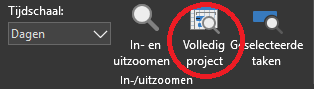 Tijdschaal:
Dagen
In- en
uitzoomen
Volledig
project
Geselecteerde
taken
In-/uitzoomen